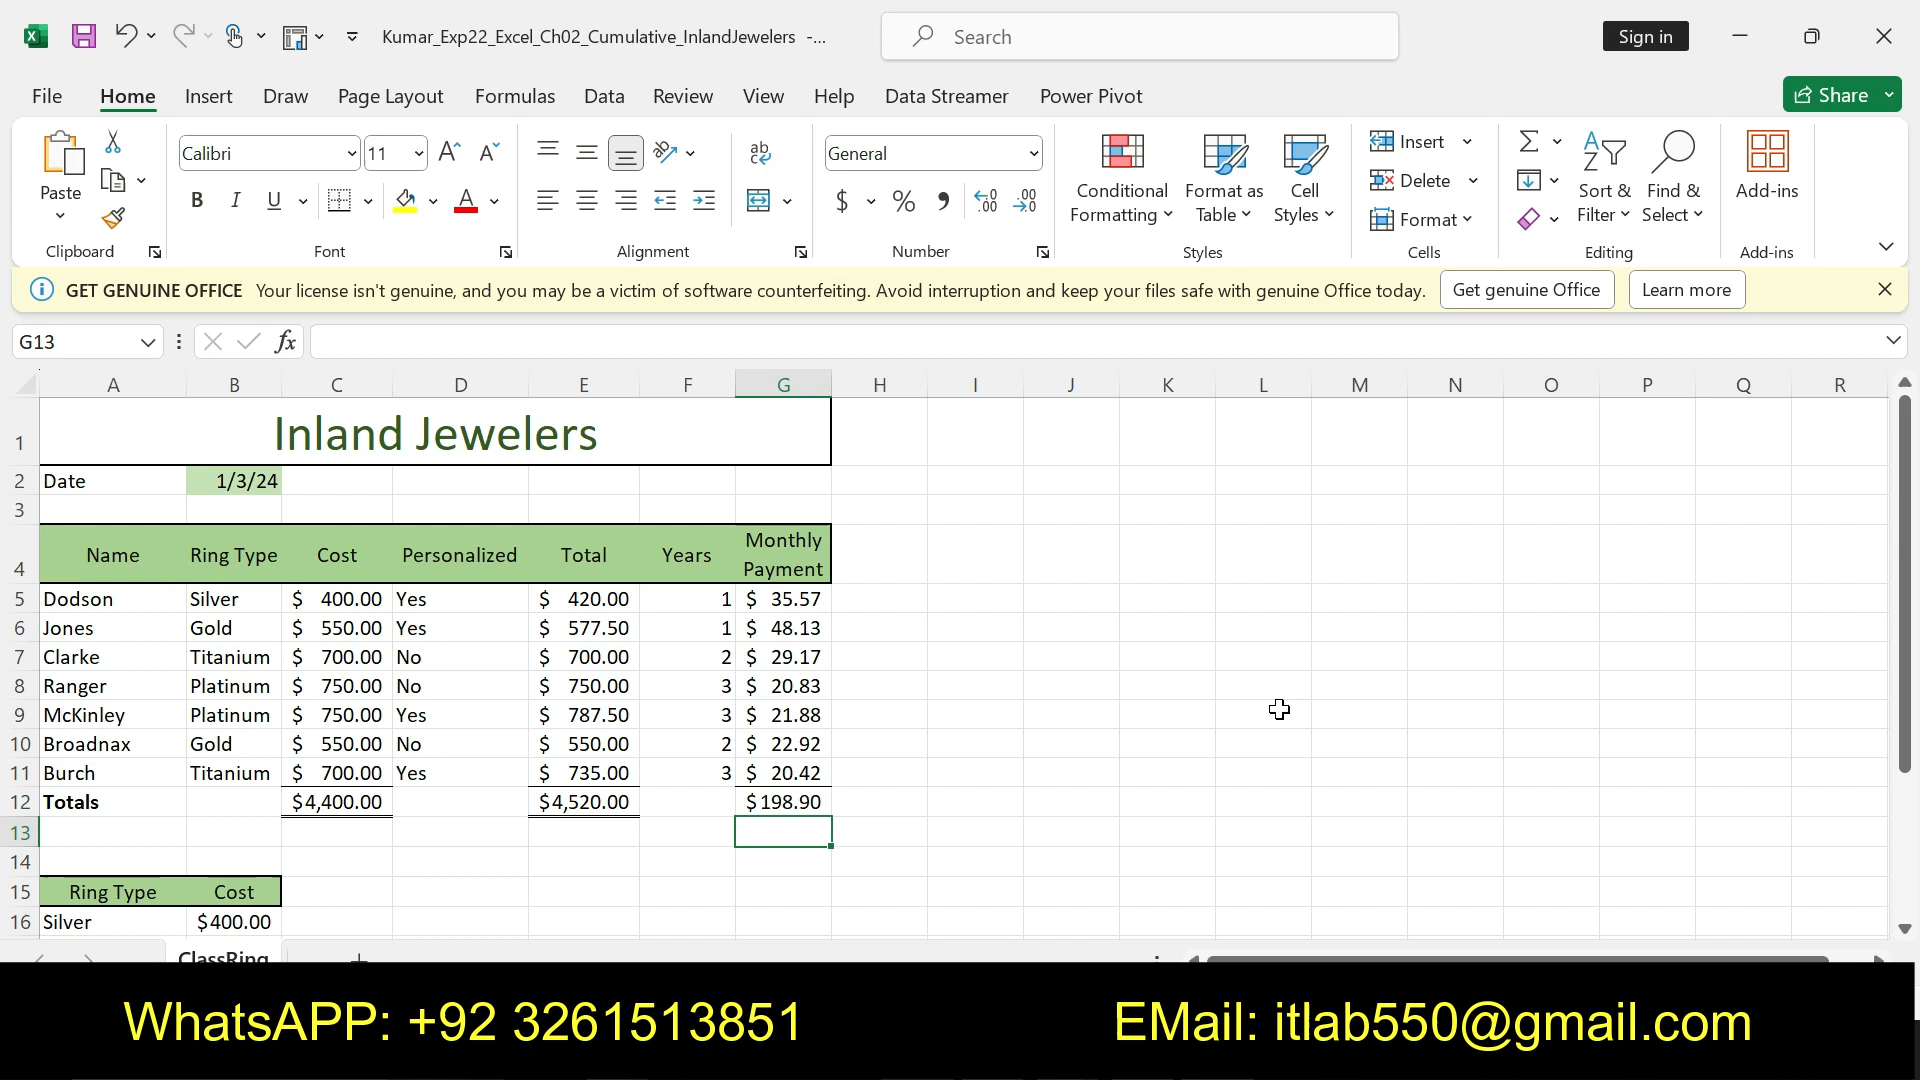 Kumar_Exp22_Excel_Ch02_Cumulative_InlandJewelers -...
Search
Sign in
File Home Insert Draw Page Layout Formulas Data Review View Help Data Streamer Power Pivot
Share
Paste
Clipboard
Calibri 11
B I U
Font
ab
Alignment
General
$ % ,
Number
Conditional Formatting
Format as Table
Cell Styles
Styles
Insert
Delete
Format
Cells
Sort & Filter
Find & Select
Editing
Add-ins
Add-ins
GET GENUINE OFFICE Your license isn't genuine, and you may be a victim of software counterfeiting. Avoid interruption and keep your files safe with genuine Office today. Get genuine Office Learn more
G13 fx
A B C D E F G H I J K L M N O P Q R
1 Inland Jewelers
2 Date 1/3/24
3
4 Name Ring Type Cost Personalized Total Years Monthly Payment
5 Dodson Silver $ 400.00 Yes $ 420.00 1 $ 35.57
6 Jones Gold $ 550.00 Yes $ 577.50 1 $ 48.13
7 Clarke Titanium $ 700.00 No $ 700.00 2 $ 29.17
8 Ranger Platinum $ 750.00 No $ 750.00 3 $ 20.83
9 McKinley Platinum $ 750.00 Yes $ 787.50 3 $ 21.88
10 Broadnax Gold $ 550.00 No $ 550.00 2 $ 22.92
11 Burch Titanium $ 700.00 Yes $ 735.00 3 $ 20.42
12 Totals $4,400.00 $4,520.00 $198.90
13
14
15 Ring Type Cost
16 Silver $400.00
ClassRing
WhatsAPP: +92 3261513851
EMail: itlab550@gmail.com